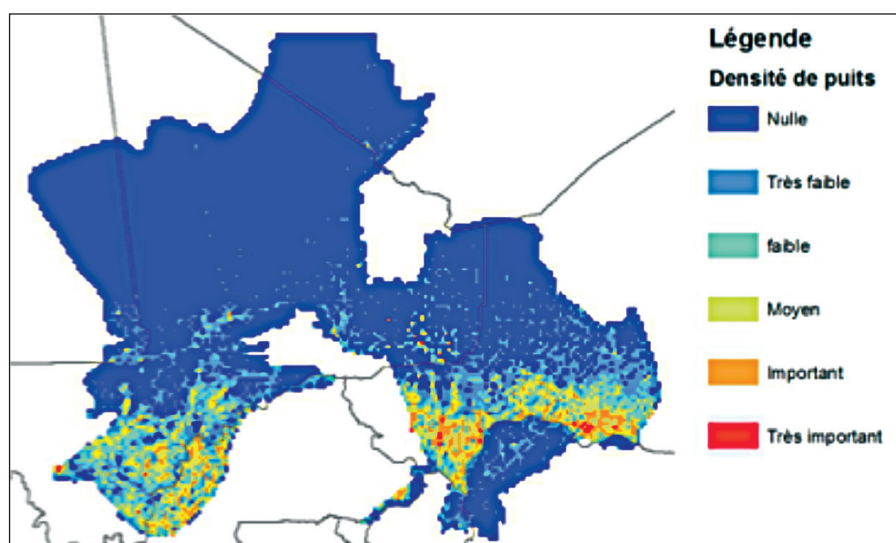 Légende
Densité de puits
Nulle
Très faible
faible
Moyen
Important
Très important